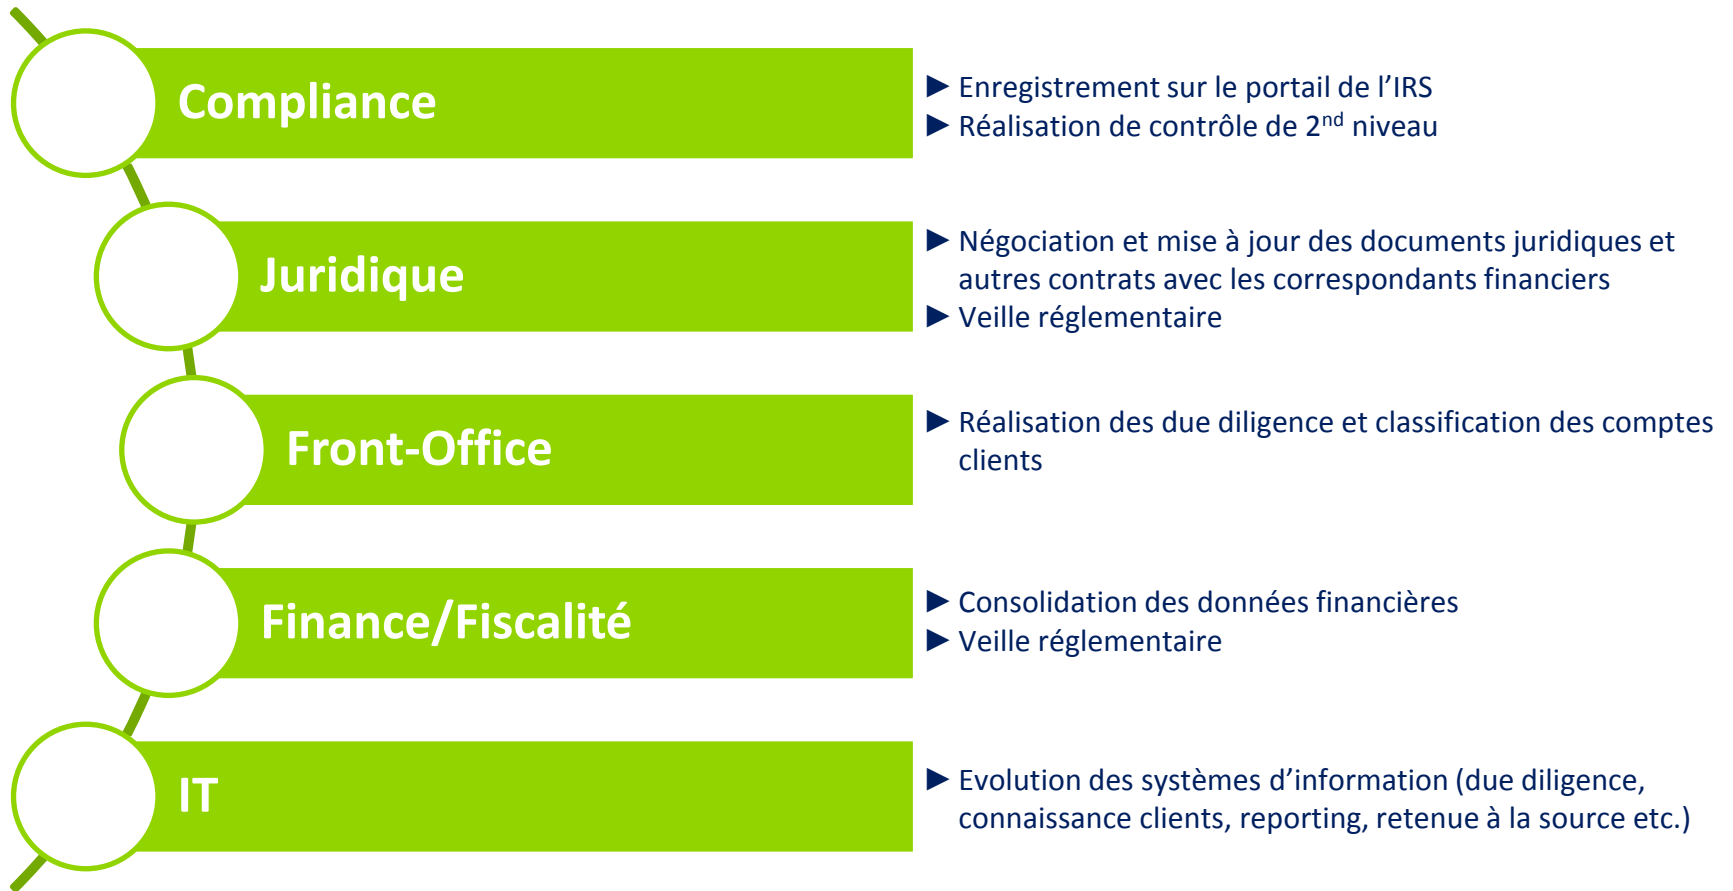 Compliance
► Enregistrement sur le portail de l’IRS
► Réalisation de contrôle de 2nd niveau
Juridique
► Négociation et mise à jour des documents juridiques et
autres contrats avec les correspondants financiers
► Veille réglementaire
Front-Office
► Réalisation des due diligence et classification des comptes
clients
Finance/Fiscalité
► Consolidation des données financières
► Veille réglementaire
IT
► Evolution des systèmes d’information (due diligence,
connaissance clients, reporting, retenue à la source etc.)